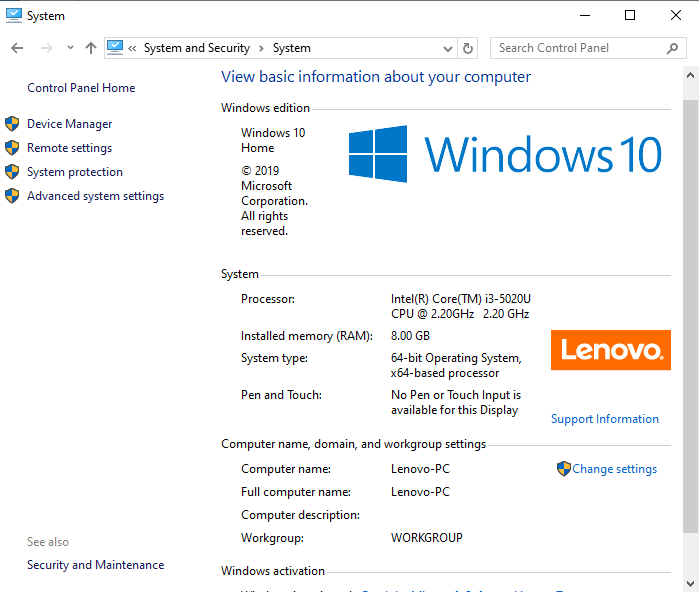 System
System and Security
System
Search Control Panel
Control Panel Home
Device Manager
Remote settings
System protection
Advanced system settings
See also
Security and Maintenance
View basic information about your computer
Windows edition
Windows 10
Home
© 2019
Microsoft
Corporation.
All rights
reserved.
Windows 10
System
Processor: Intel(R) Core(TM) i3-5020U
CPU @ 2.20GHz 2.20 GHz
Installed memory (RAM): 8.00 GB
System type: 64-bit Operating System,
x64-based processor
Pen and Touch: No Pen or Touch Input is
available for this Display
Lenovo®
Support Information
Computer name, domain, and workgroup settings
Computer name: Lenovo-PC
Change settings
Full computer name: Lenovo-PC
Computer description:
Workgroup: WORKGROUP
Windows activation